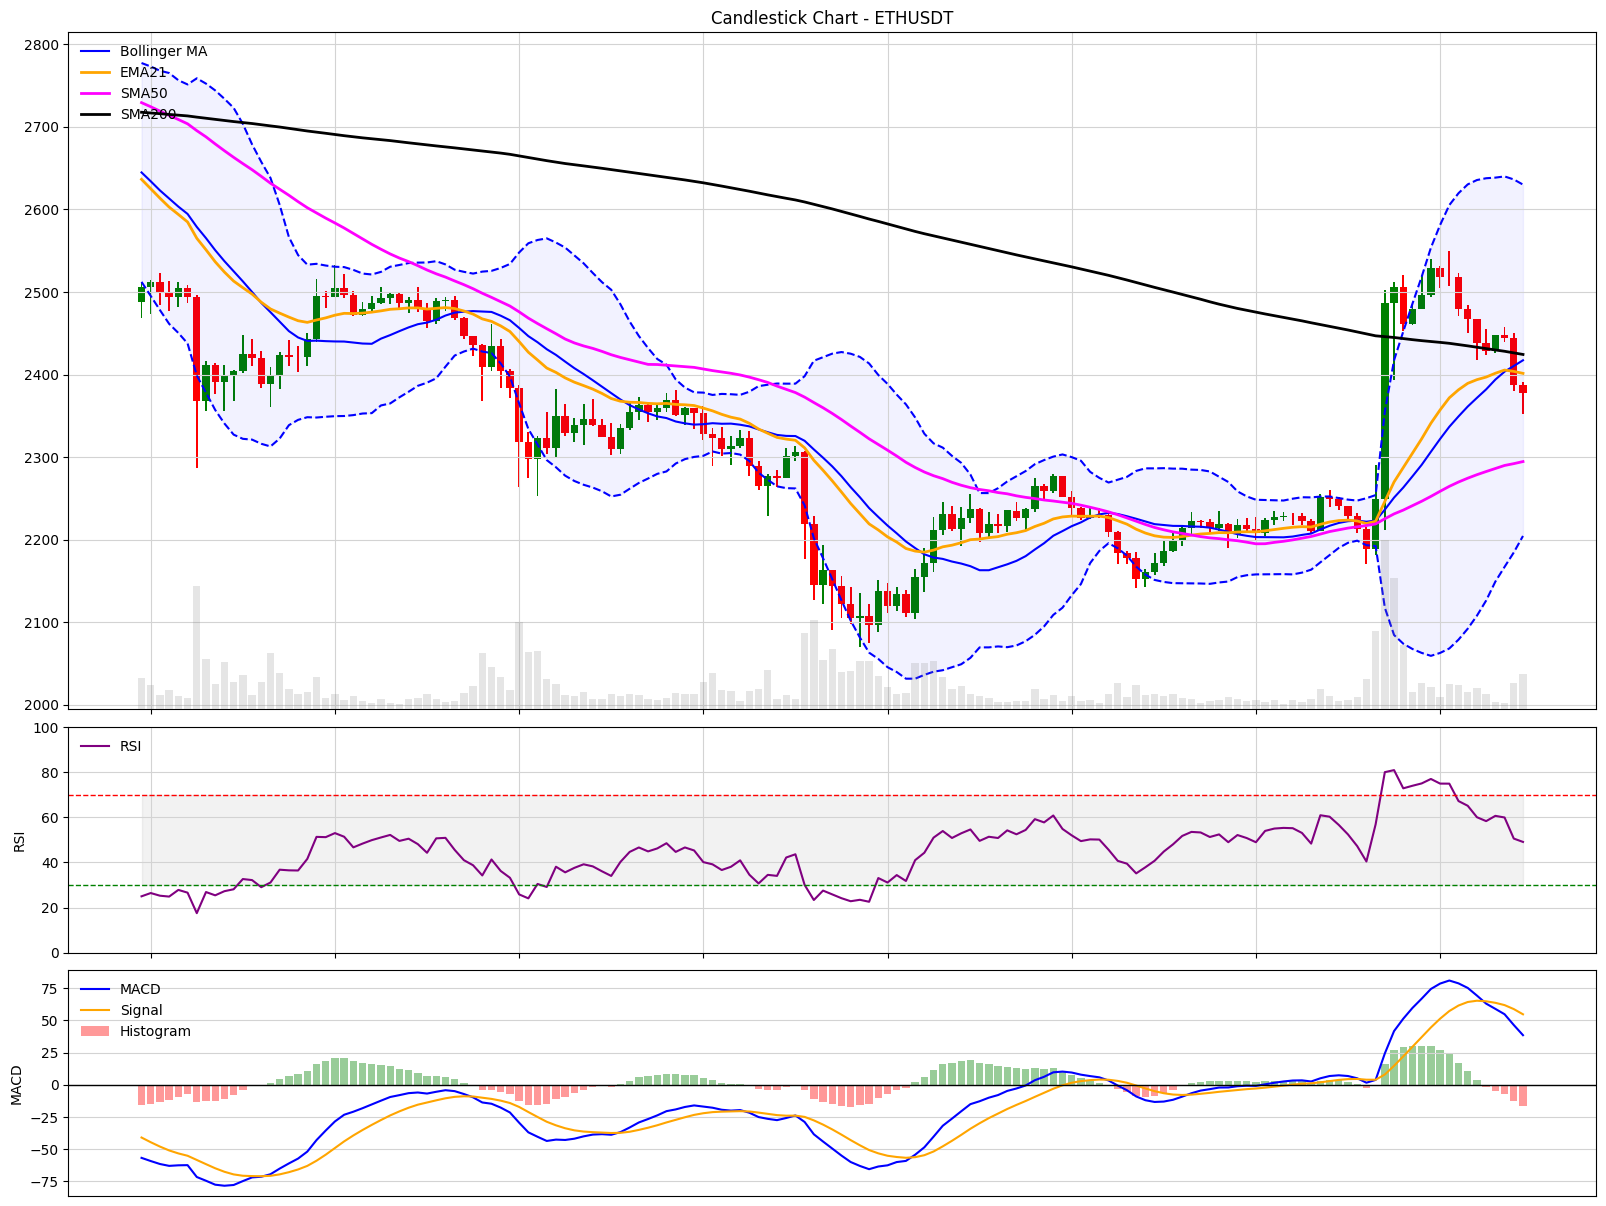 Candlestick Chart - ETHUSDT
2800
2700
2600
2500
2400
2300
2200
2100
2000
Bollinger MA
EMA21
SMA50
SMA200
RSI
100
80
60
40
20
0
RSI
MACD
75
50
25
0
−25
−50
−75
MACD
Signal
Histogram